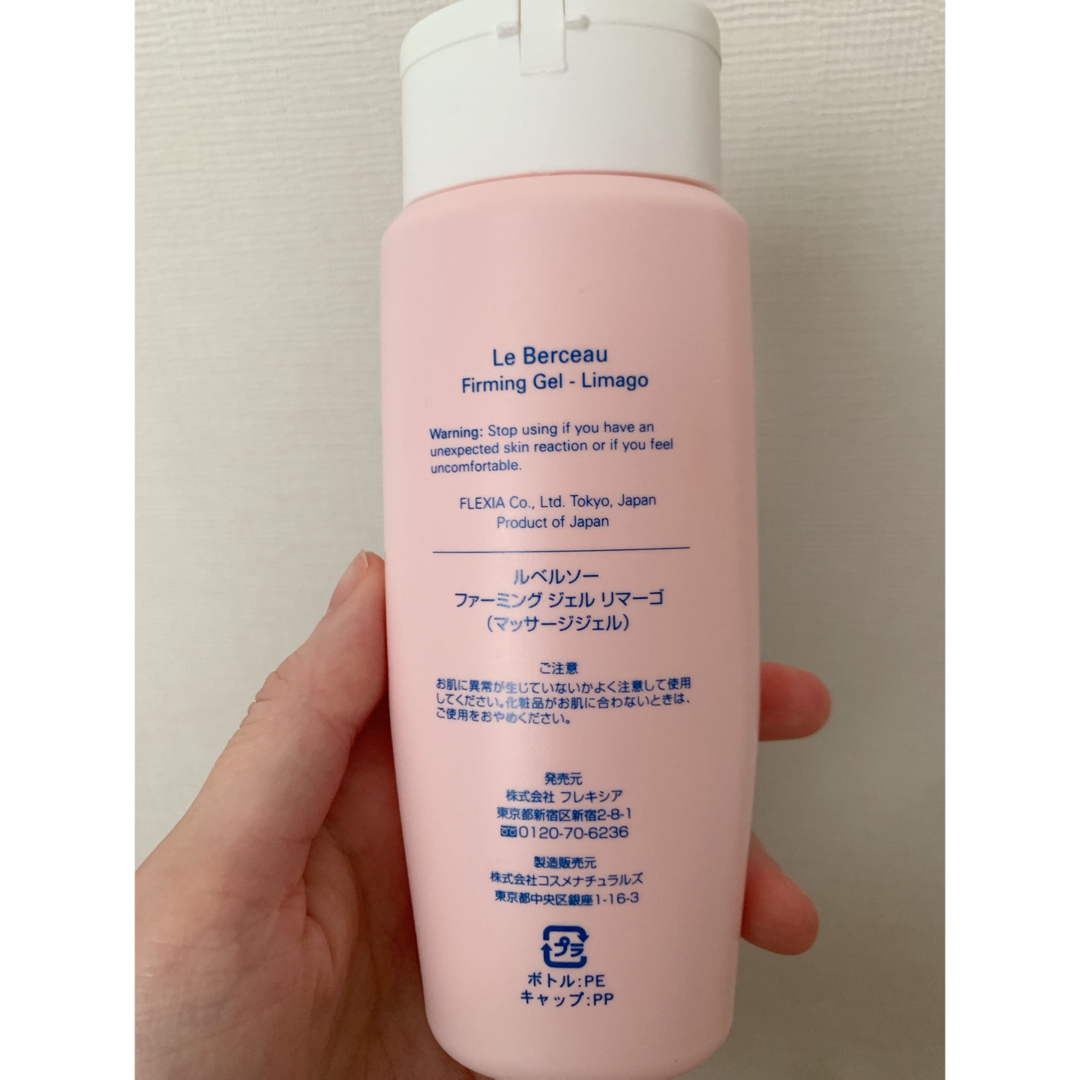 Le Berceau
Firming Gel - Limago
Warning: Stop using if you have an
unexpected skin reaction or if you feel
uncomfortable.
FLEXIA Co., Ltd. Tokyo, Japan
Product of Japan
ルベルソー
ファーミング ジェル リマーゴ
(マッサージジェル)
ご注意
お肌に異常が生じていないかよく注意して使用
してください。化粧品がお肌に合わないときは、
ご使用をおやめください。
発売元
株式会社 フレキシア
東京都新宿区新宿2-8-1
0120-70-6236
製造販売元
株式会社コスメナチュラルズ
東京都中央区銀座1-16-3
プラ
ボトル:PE
キャップ:PP